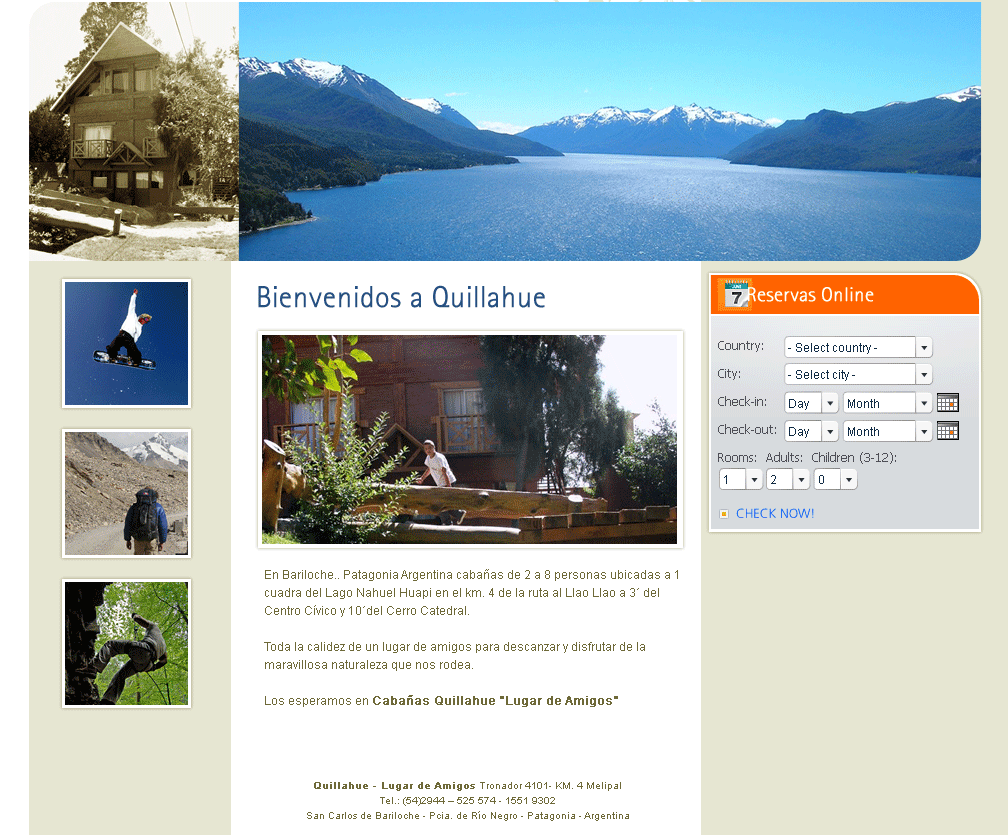 Bienvenidos a Quillahue
En Bariloche.. Patagonia Argentina cabañas de 2 a 8 personas ubicadas a 1
cuadra del Lago Nahuel Huapi en el km. 4 de la ruta al Llao Llao a 3´ del
Centro Cívico y 10´del Cerro Catedral.
Toda la calidez de un lugar de amigos para descanzar y disfrutar de la
maravillosa naturaleza que nos rodea.
Los esperamos en Cabañas Quillahue "Lugar de Amigos"
Quillahue - Lugar de Amigos Tronador 4101- KM. 4 Melipal
Tel.: (54)2944 – 525 574 - 1551 9302
San Carlos de Bariloche - Pcia. de Río Negro - Patagonia - Argentina
7 Reservas Online
Country: - Select country -
City: - Select city -
Check-in: Day Month
Check-out: Day Month
Rooms: Adults: Children (3-12):
1 2 0
CHECK NOW!